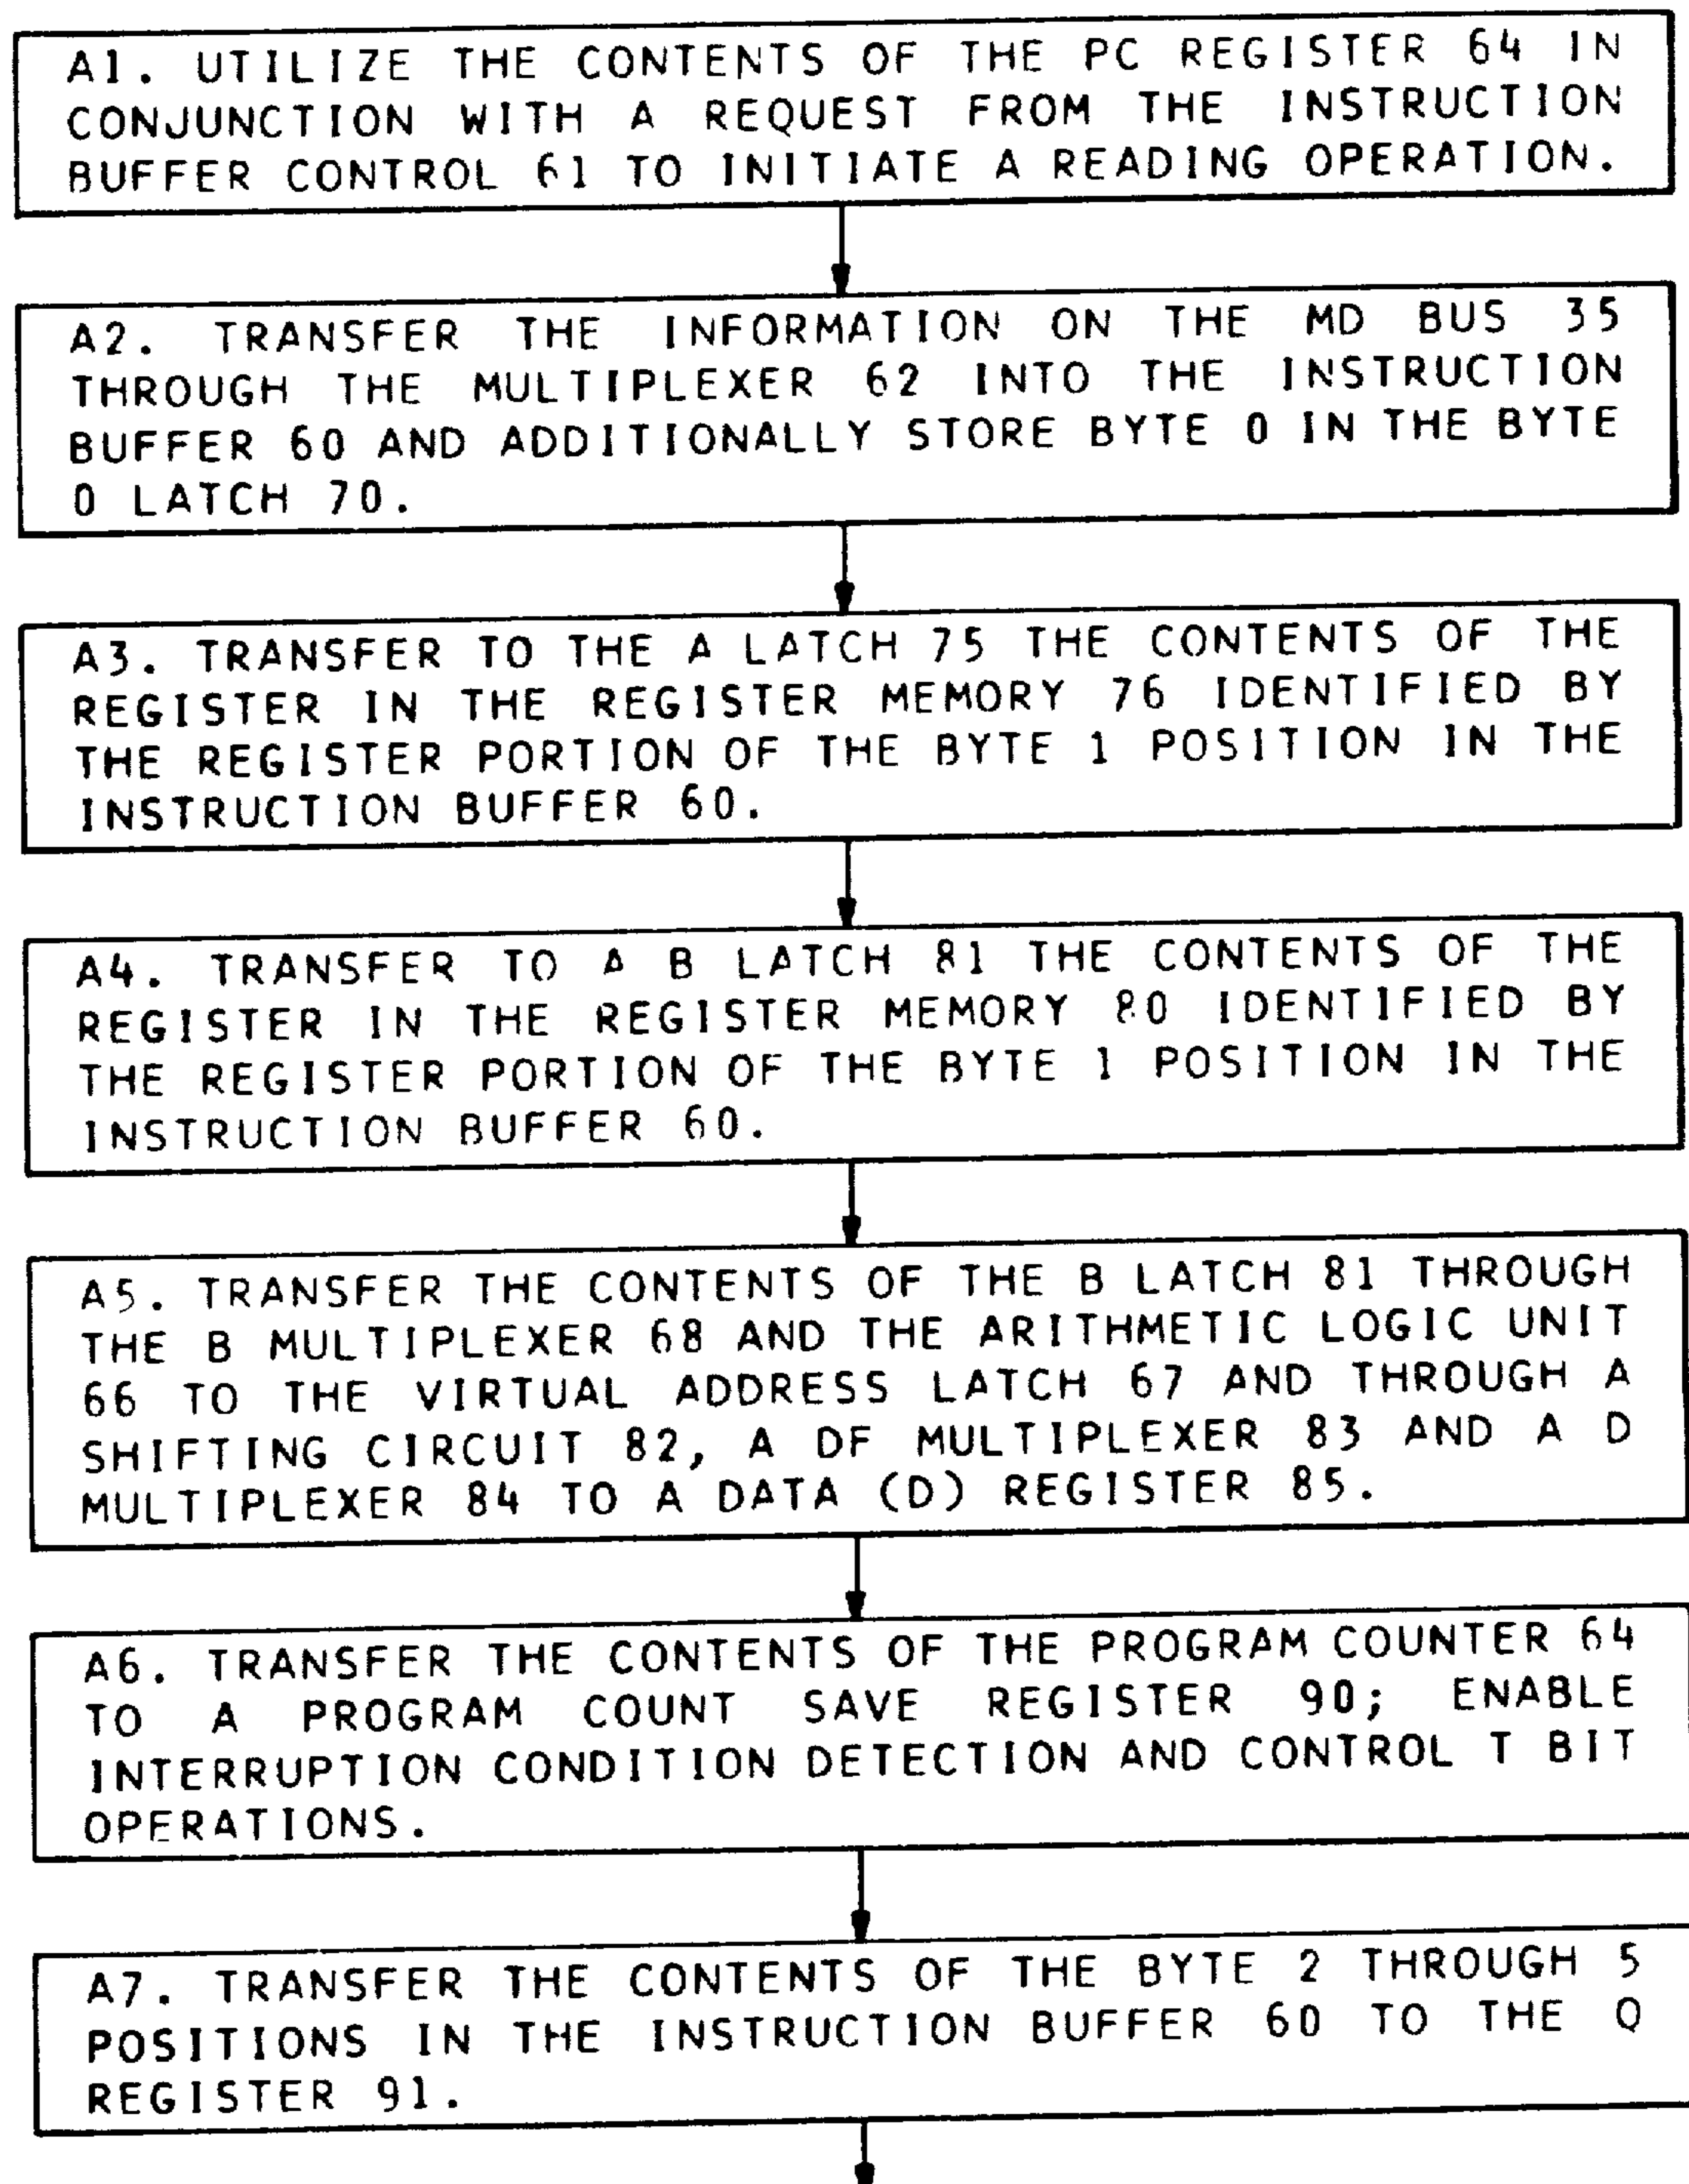 A1. UTILIZE THE CONTENTS OF THE PC REGISTER 64 IN
CONJUNCTION WITH A REQUEST FROM THE INSTRUCTION
BUFFER CONTROL 61 TO INITIATE A READING OPERATION.
A2. TRANSFER THE INFORMATION ON THE MD BUS 35
THROUGH THE MULTIPLEXER 62 INTO THE INSTRUCTION
BUFFER 60 AND ADDITIONALLY STORE BYTE 0 IN THE BYTE
0 LATCH 70.
A3. TRANSFER TO THE A LATCH 75 THE CONTENTS OF THE
REGISTER IN THE REGISTER MEMORY 76 IDENTIFIED BY
THE REGISTER PORTION OF THE BYTE 1 POSITION IN THE
INSTRUCTION BUFFER 60.
A4. TRANSFER TO A B LATCH 81 THE CONTENTS OF THE
REGISTER IN THE REGISTER MEMORY 80 IDENTIFIED BY
THE REGISTER PORTION OF THE BYTE 1 POSITION IN THE
INSTRUCTION BUFFER 60.
A5. TRANSFER THE CONTENTS OF THE B LATCH 81 THROUGH
THE B MULTIPLEXER 68 AND THE ARITHMETIC LOGIC UNIT
66 TO THE VIRTUAL ADDRESS LATCH 67 AND THROUGH A
SHIFTING CIRCUIT 82, A DF MULTIPLEXER 83 AND A D
MULTIPLEXER 84 TO A DATA (D) REGISTER 85.
A6. TRANSFER THE CONTENTS OF THE PROGRAM COUNTER 64
TO A PROGRAM COUNT SAVE REGISTER 90; ENABLE
INTERRUPTION CONDITION DETECTION AND CONTROL T BIT
OPERATIONS.
A7. TRANSFER THE CONTENTS OF THE BYTE 2 THROUGH 5
POSITIONS IN THE INSTRUCTION BUFFER 60 TO THE Q
REGISTER 91.